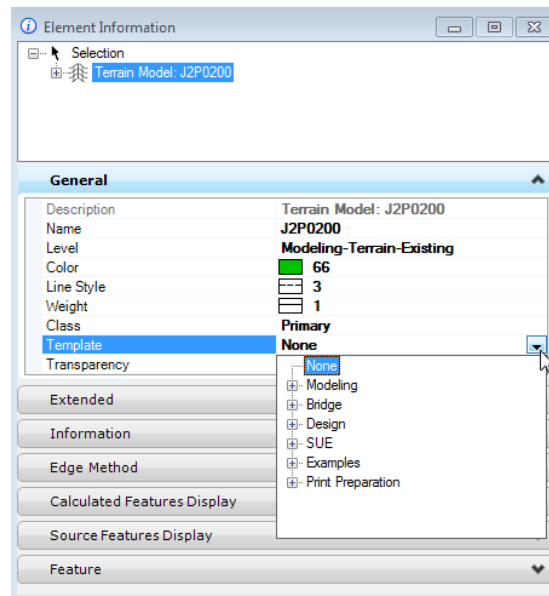 Element Information
Selection
Terrain Model: J2P0200
General
Description Terrain Model: J2P0200
Name J2P0200
Level Modeling-Terrain-Existing
Color 66
Line Style 3
Weight 1
Class Primary
Template None
Transparency
None
Modeling
Bridge
Design
SUE
Examples
Print Preparation
Extended
Information
Edge Method
Calculated Features Display
Source Features Display
Feature